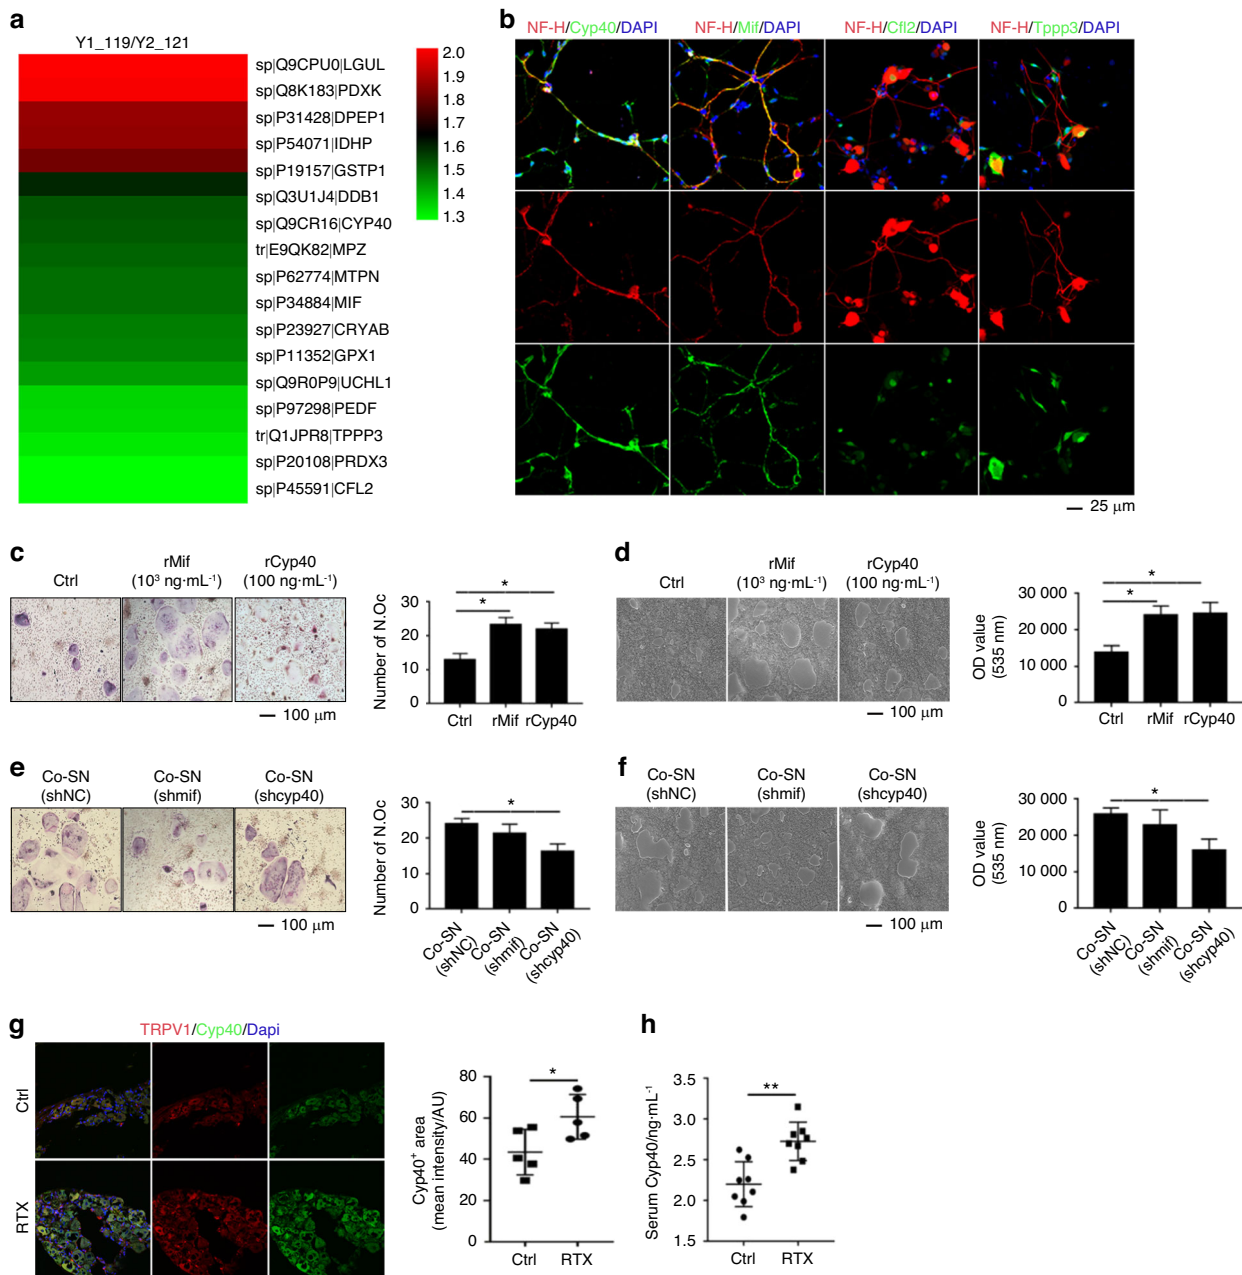 a
Y1_119/Y2_121
sp|Q9CPU0|LGUL
sp|Q8K183|PDXK
sp|P31428|DPEP1
sp|P54071|IDHP
sp|P19157|GSTP1
sp|Q3U1J4|DDB1
sp|Q9CR16|CYP40
tr|E9QK82|MPZ
sp|P62774|MTPN
sp|P34884|MIF
sp|P23927|CRYAB
sp|P11352|GPX1
sp|Q9R0P9|UCHL1
sp|P97298|PEDF
tr|Q1JPR8|TPPP3
sp|P20108|PRDX3
sp|P45591|CFL2
2.0
1.9
1.8
1.7
1.6
1.5
1.4
1.3
b
NF-H/Cyp40/DAPI
NF-H/Mif/DAPI
NF-H/Cfl2/DAPI
NF-H/Tppp3/DAPI
25 μm
c
Ctrl
rMif
(10³ ng·mL⁻¹)
rCyp40
(100 ng·mL⁻¹)
100 μm
Number of N.Oc
30
20
10
0
*
*
Ctrl
rMif
rCyp40
d
Ctrl
rMif
(10³ ng·mL⁻¹)
rCyp40
(100 ng·mL⁻¹)
100 μm
OD value
(535 nm)
30 000
20 000
10 000
0
*
*
Ctrl
rMif
rCyp40
e
Co-SN
(shNC)
Co-SN
(shmif)
Co-SN
(shcyp40)
100 μm
Number of N.Oc
30
20
10
0
*
Co-SN
(shNC)
Co-SN
(shmif)
Co-SN
(shcyp40)
f
Co-SN
(shNC)
Co-SN
(shmif)
Co-SN
(shcyp40)
100 μm
OD value
(535 nm)
30 000
20 000
10 000
0
*
Co-SN
(shNC)
Co-SN
(shmif)
Co-SN
(shcyp40)
g
TRPV1/Cyp40/Dapi
Ctrl
RTX
Cyp40⁺ area
(mean intensity/AU)
80
60
40
20
0
*
Ctrl
RTX
h
Serum Cyp40/ng·mL⁻¹
3.5
3.0
2.5
2.0
1.5
**
Ctrl
RTX